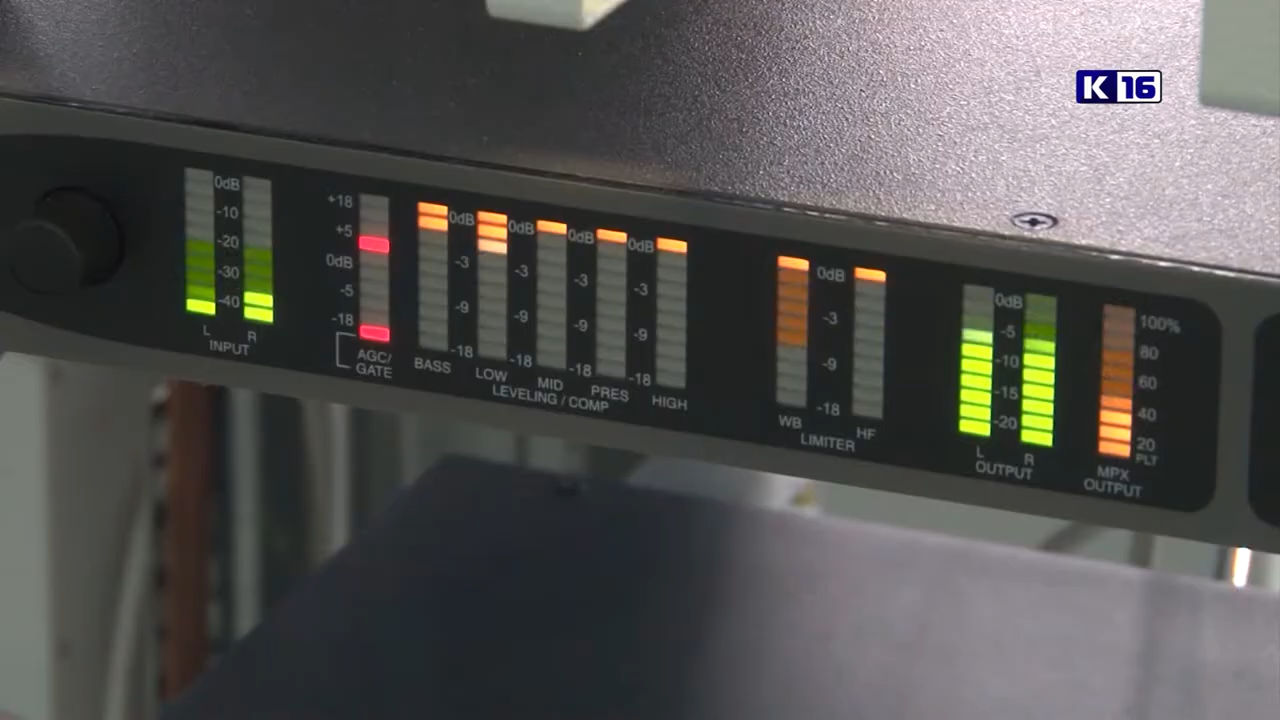 K 16
0dB
-10
-20
-30
-40
L R
INPUT
+18
+5
0dB
-5
-18
AGC/
GATE
0dB
-3
-9
-18
BASS
0dB
-3
-9
-18
LOW
0dB
-3
-9
-18
MID
0dB
-3
-9
-18
PRES
HIGH
LEVELING / COMP
0dB
-3
-9
-18
WB HF
LIMITER
0dB
-5
-10
-15
-20
L R
OUTPUT
100%
80
60
40
20
PLT
MPX
OUTPUT